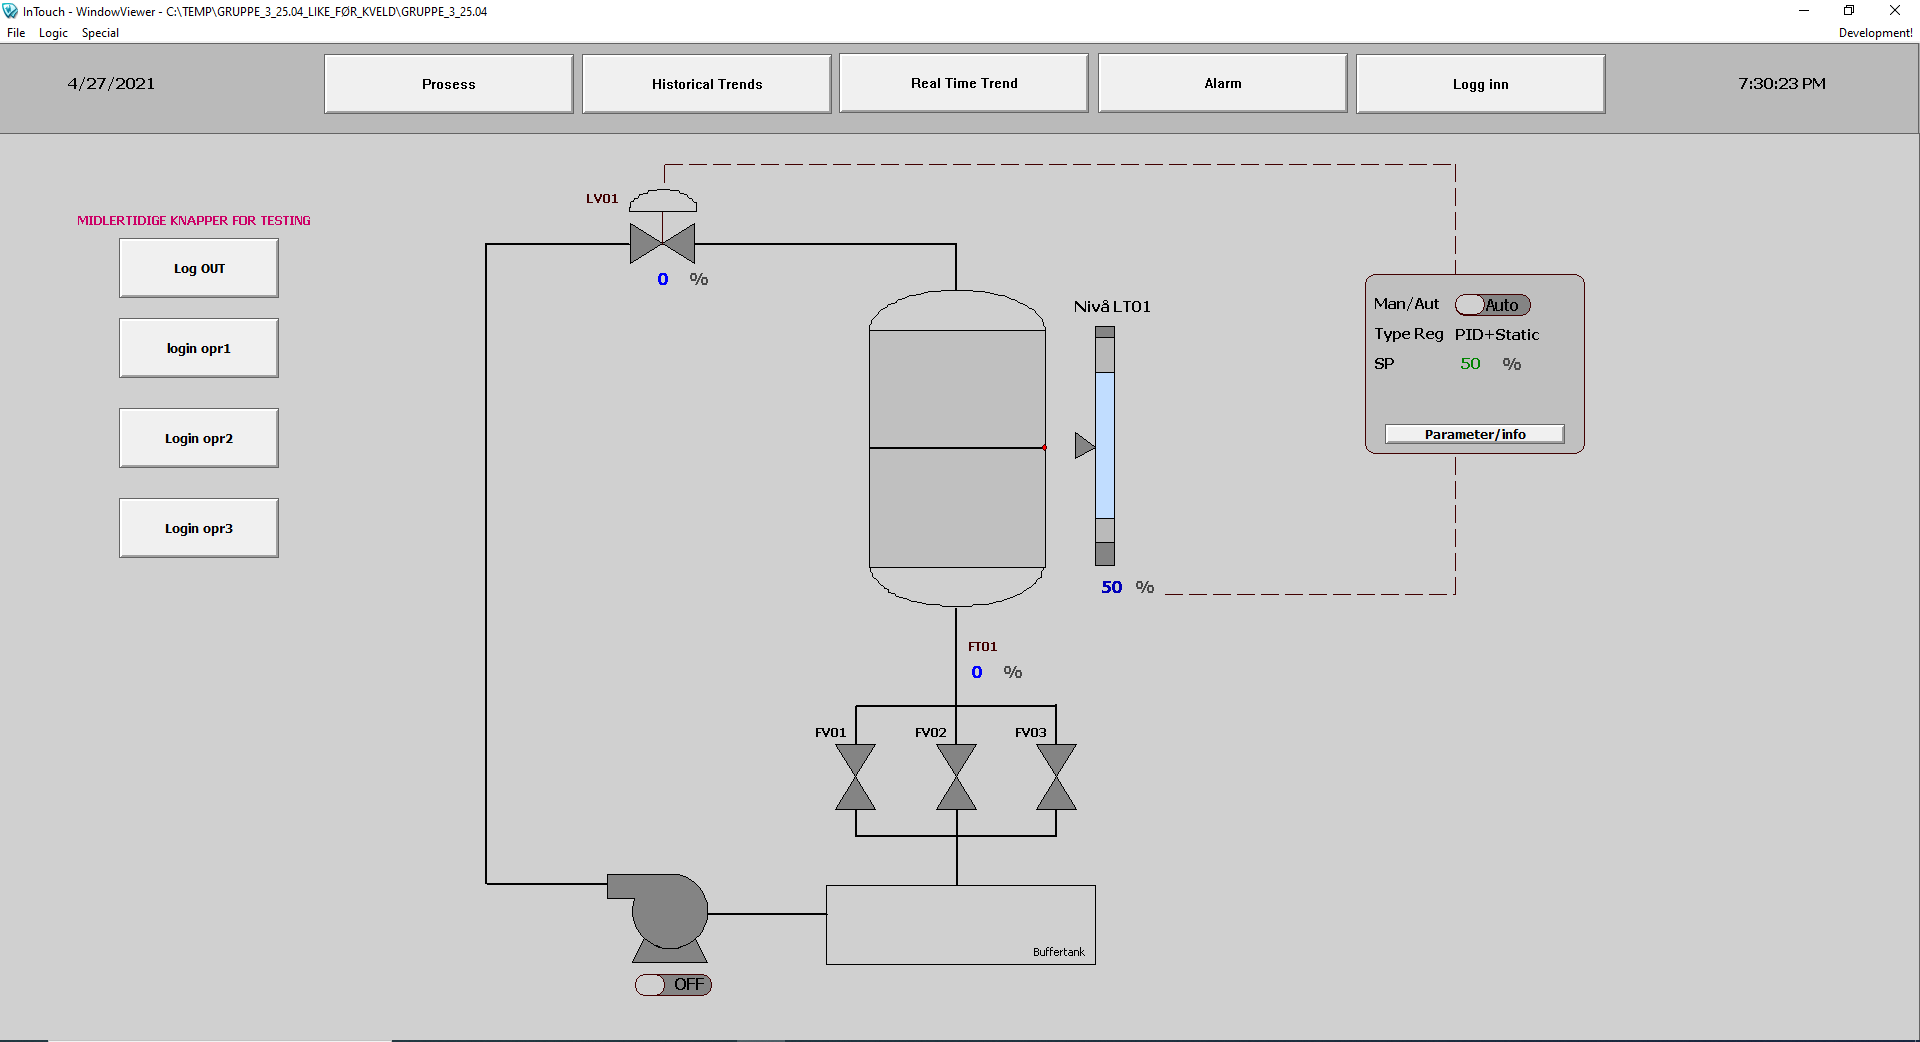 InTouch - WindowViewer - C:\TEMP\GRUPPE_3_25.04_LIKE_FØR_KVELD\GRUPPE_3_25.04
File Logic Special Development!
4/27/2021 Prosess Historical Trends Real Time Trend Alarm Logg inn 7:30:23 PM
MIDLERTIDIGE KNAPPER FOR TESTING
Log OUT
login opr1
Login opr2
Login opr3
LV01
0 %
Nivå LT01
50 %
Man/Aut Auto
Type Reg PID+Static
SP 50 %
Parameter/info
FT01
0 %
FV01 FV02 FV03
Buffertank
OFF